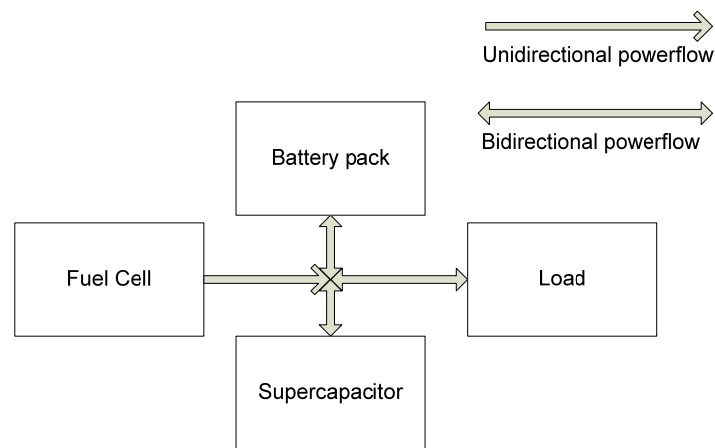 Unidirectional powerflow
Bidirectional powerflow
Battery pack
Fuel Cell
Load
Supercapacitor